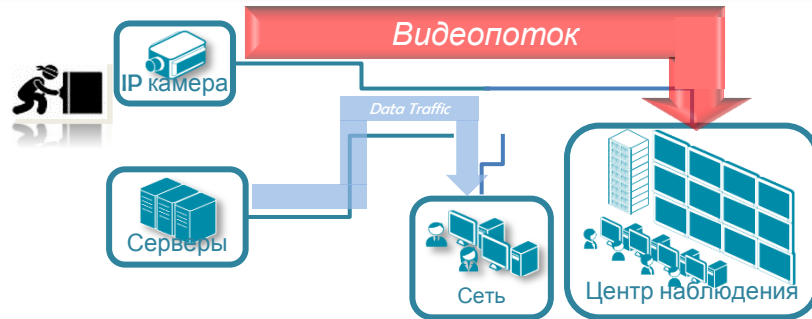 Видеопоток
IP камера
Data Traffic
Серверы
Сеть
Центр наблюдения